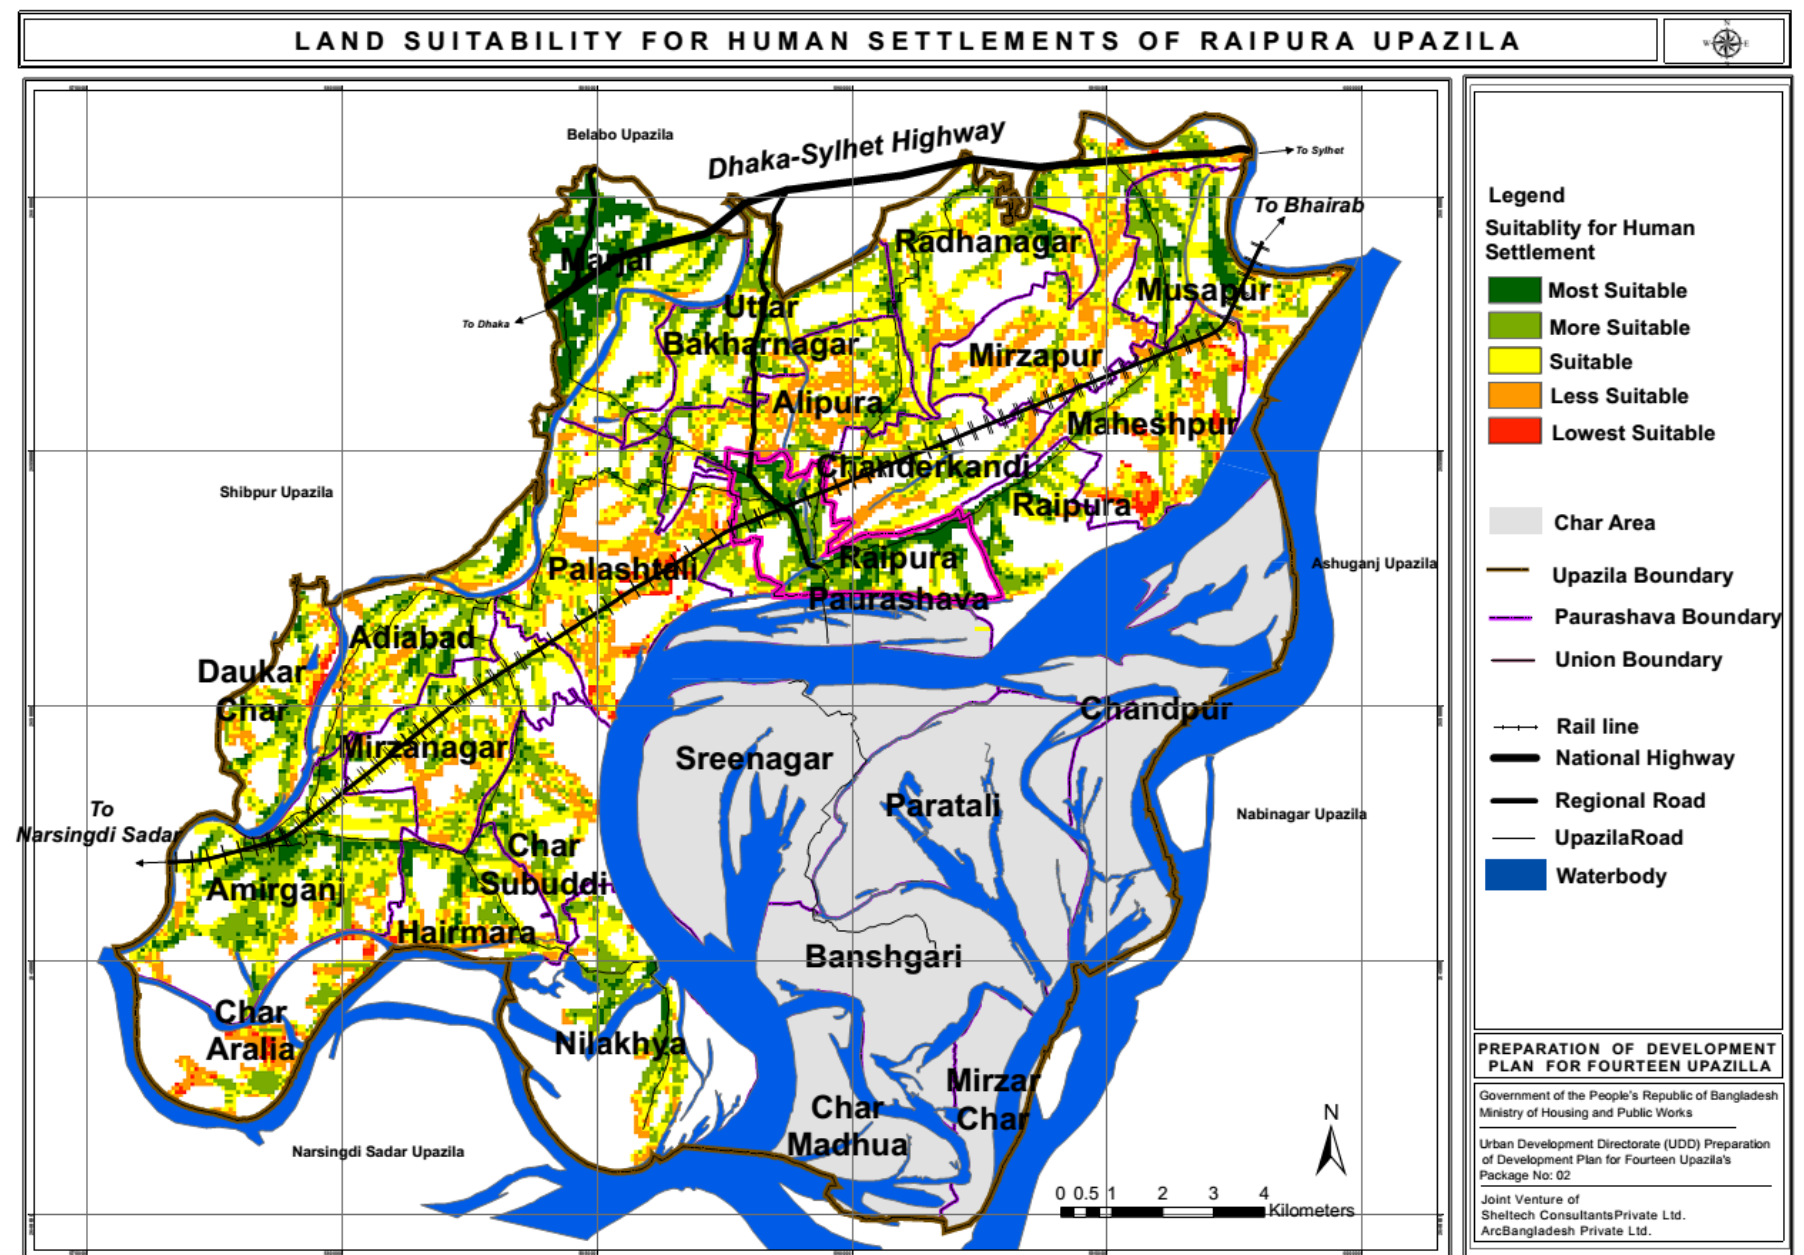 LAND SUITABILITY FOR HUMAN SETTLEMENTS OF RAIPURA UPAZILA
N
W
E
Belabo Upazila
Dhaka-Sylhet Highway
To Sylhet
To Bhairab
Radhanagar
Marjal
Musapur
Uttar
Bakharnagar
To Dhaka
Mirzapur
Alipura
Maheshpur
Chanderkandi
Shibpur Upazila
Raipura
Raipura
Paurashava
Palashtali
Ashuganj Upazila
Adiabad
Daukar
Char
Chandpur
Mirzanagar
Sreenagar
Paratali
To
Narsingdi Sadar
Nabinagar Upazila
Char
Subuddi
Amirganj
Hairmara
Banshgari
Char
Aralia
Nilakhya
Mirzar
Char
Char
Madhua
Narsingdi Sadar Upazila
N
0 0.5 1 2 3 4
Kilometers
Legend
Suitablity for Human
Settlement
Most Suitable
More Suitable
Suitable
Less Suitable
Lowest Suitable
Char Area
Upazila Boundary
Paurashava Boundary
Union Boundary
Rail line
National Highway
Regional Road
UpazilaRoad
Waterbody
PREPARATION OF DEVELOPMENT
PLAN FOR FOURTEEN UPAZILLA
Government of the People's Republic of Bangladesh
Ministry of Housing and Public Works
Urban Development Directorate (UDD) Preparation
of Development Plan for Fourteen Upazila's
Package No: 02
Joint Venture of
Sheltech ConsultantsPrivate Ltd.
ArcBangladesh Private Ltd.